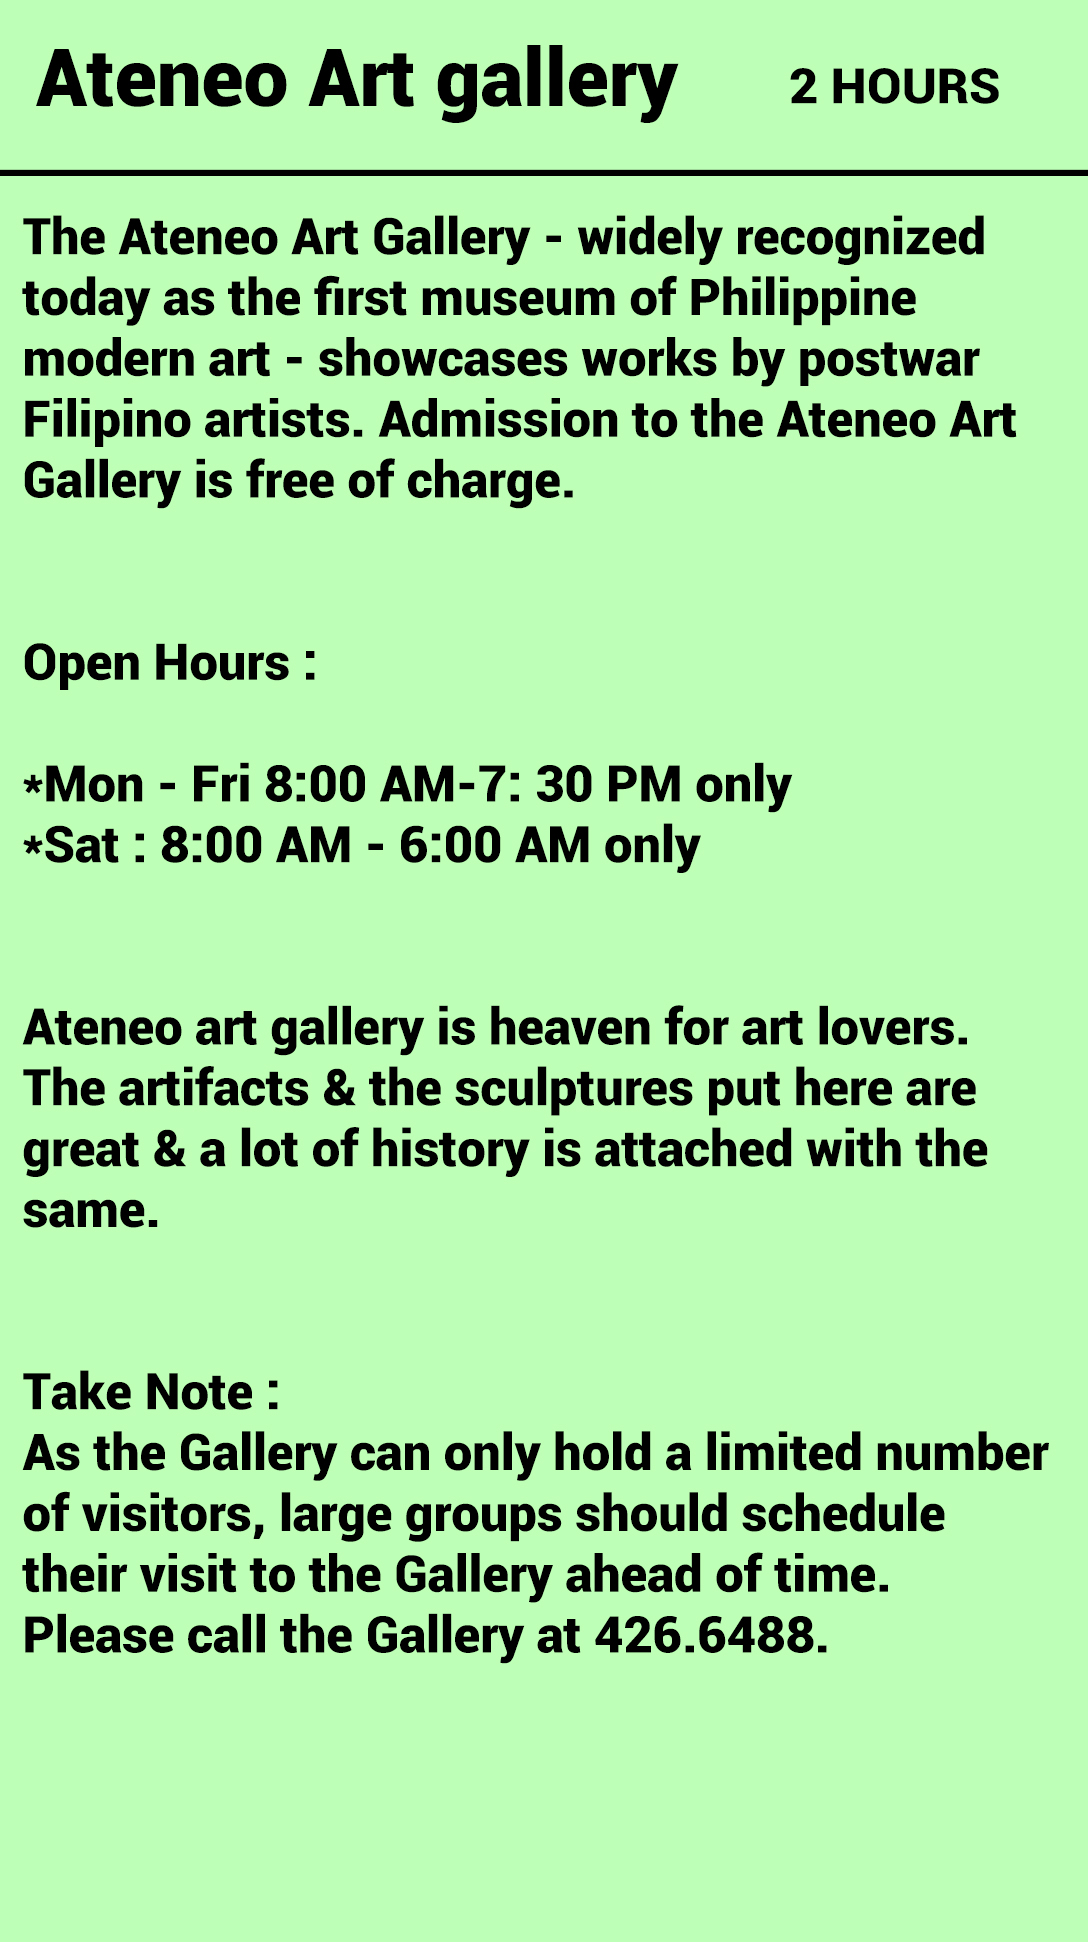 Ateneo Art gallery 2 HOURS
The Ateneo Art Gallery - widely recognized
today as the first museum of Philippine
modern art - showcases works by postwar
Filipino artists. Admission to the Ateneo Art
Gallery is free of charge.
Open Hours :
*Mon - Fri 8:00 AM-7: 30 PM only
*Sat : 8:00 AM - 6:00 AM only
Ateneo art gallery is heaven for art lovers.
The artifacts & the sculptures put here are
great & a lot of history is attached with the
same.
Take Note :
As the Gallery can only hold a limited number
of visitors, large groups should schedule
their visit to the Gallery ahead of time.
Please call the Gallery at 426.6488.